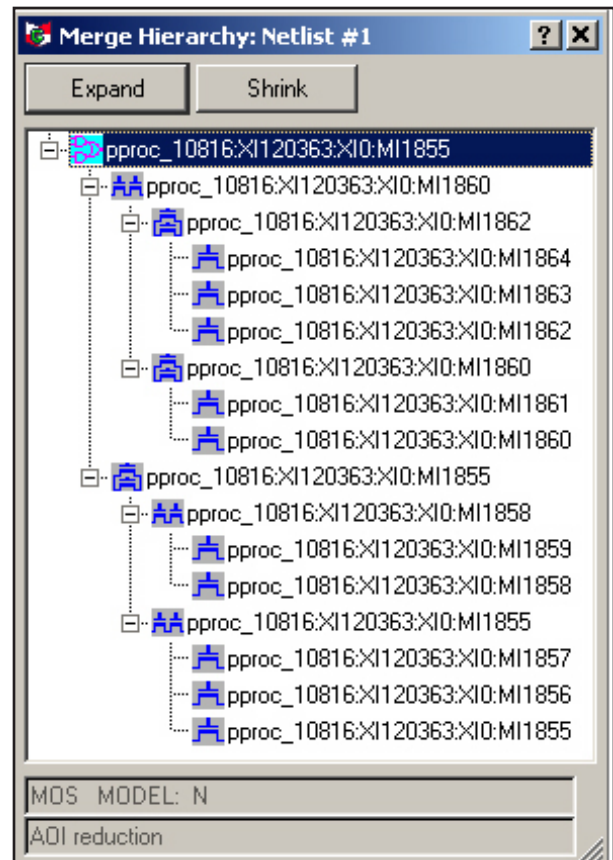 Merge Hierarchy: Netlist #1
Expand Shrink
pproc_10816:XI120363:XI0:MI1855
pproc_10816:XI120363:XI0:MI1860
pproc_10816:XI120363:XI0:MI1862
pproc_10816:XI120363:XI0:MI1864
pproc_10816:XI120363:XI0:MI1863
pproc_10816:XI120363:XI0:MI1862
pproc_10816:XI120363:XI0:MI1860
pproc_10816:XI120363:XI0:MI1861
pproc_10816:XI120363:XI0:MI1860
pproc_10816:XI120363:XI0:MI1855
pproc_10816:XI120363:XI0:MI1858
pproc_10816:XI120363:XI0:MI1859
pproc_10816:XI120363:XI0:MI1858
pproc_10816:XI120363:XI0:MI1855
pproc_10816:XI120363:XI0:MI1857
pproc_10816:XI120363:XI0:MI1856
pproc_10816:XI120363:XI0:MI1855
MOS MODEL: N
AOI reduction